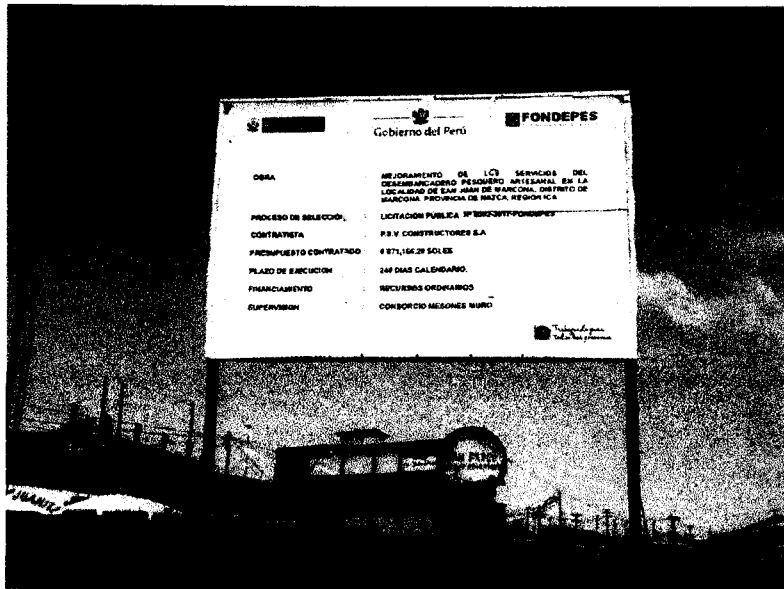 Gobierno del Perú
FONDEPES
OBRA : MEJORAMIENTO DE LOS SERVICIOS DEL
DESEMBARCADERO PESQUERO ARTESANAL EN LA
LOCALIDAD DE SAN JUAN DE MARCONA, DISTRITO DE
MARCONA, PROVINCIA DE NAZCA, REGION ICA
PROCESO DE SELECCIÓN : LICITACIÓN PÚBLICA
CONTRATISTA : P.S.V. CONSTRUCTORES S.A
PRESUPUESTO CONTRATADO : SOLES
PLAZO DE EJECUCION : 240 DIAS CALENDARIO.
FINANCIAMIENTO : RECURSOS ORDINARIOS
SUPERVISION : CONSORCIO MESONES MURO